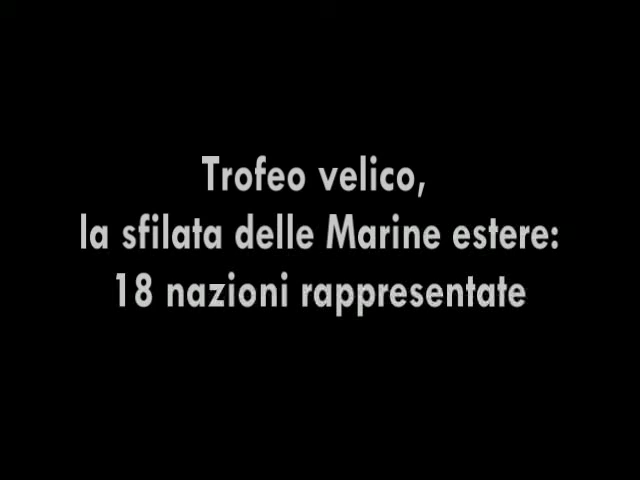 Trofeo velico,
la sfilata delle Marine estere:
18 nazioni rappresentate